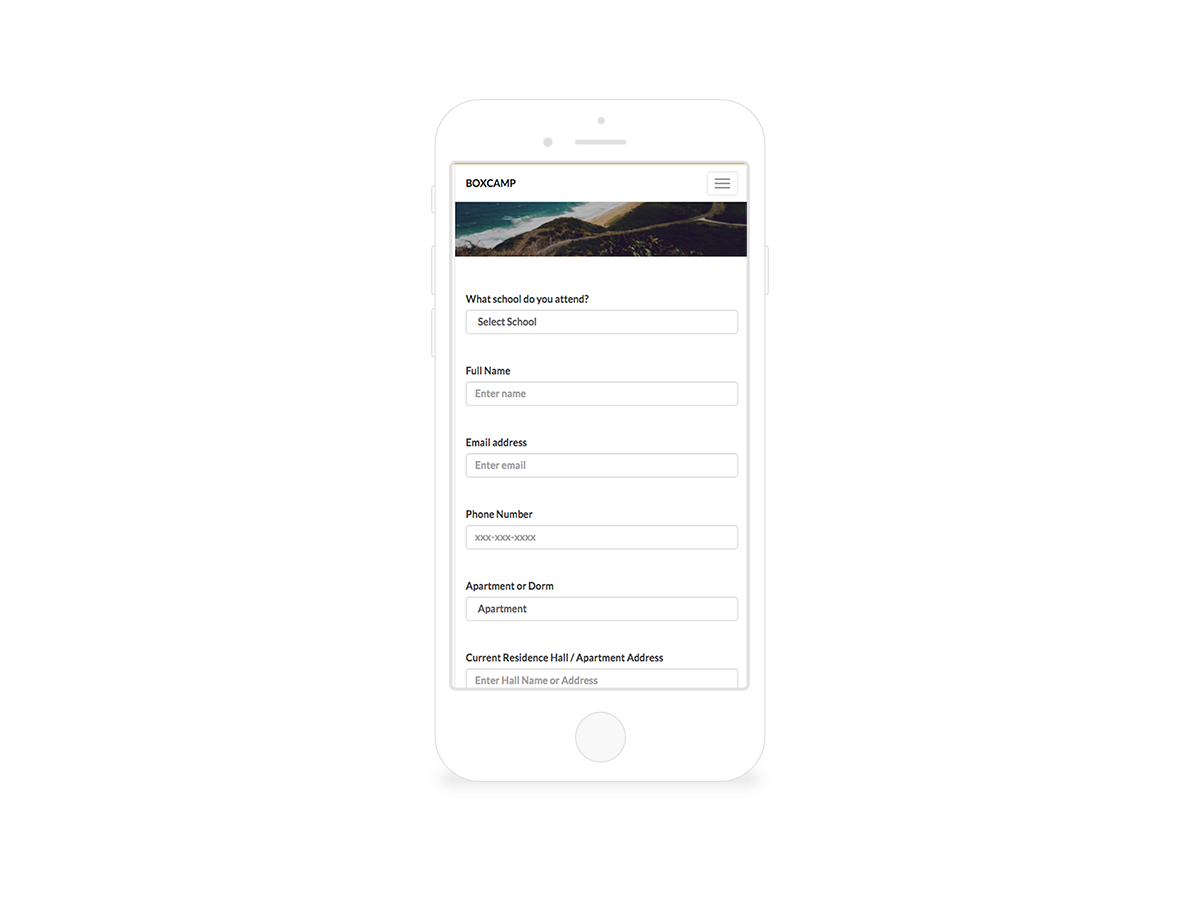 BOXCAMP
What school do you attend?
Select School
Full Name
Enter name
Email address
Enter email
Phone Number
xxx-xxx-xxxx
Apartment or Dorm
Apartment
Current Residence Hall / Apartment Address
Enter Hall Name or Address